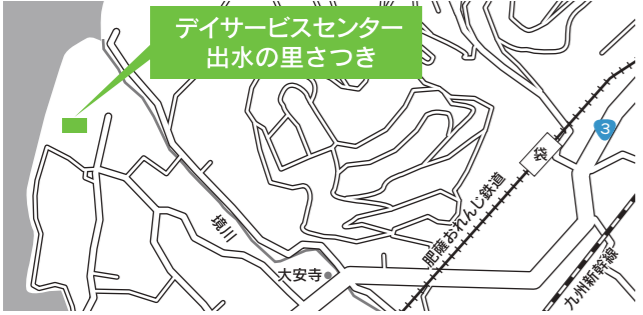 デイサービスセンター
出水の里さつき
3
袋
肥薩おれんじ鉄道
境川
大安寺
九州新幹線